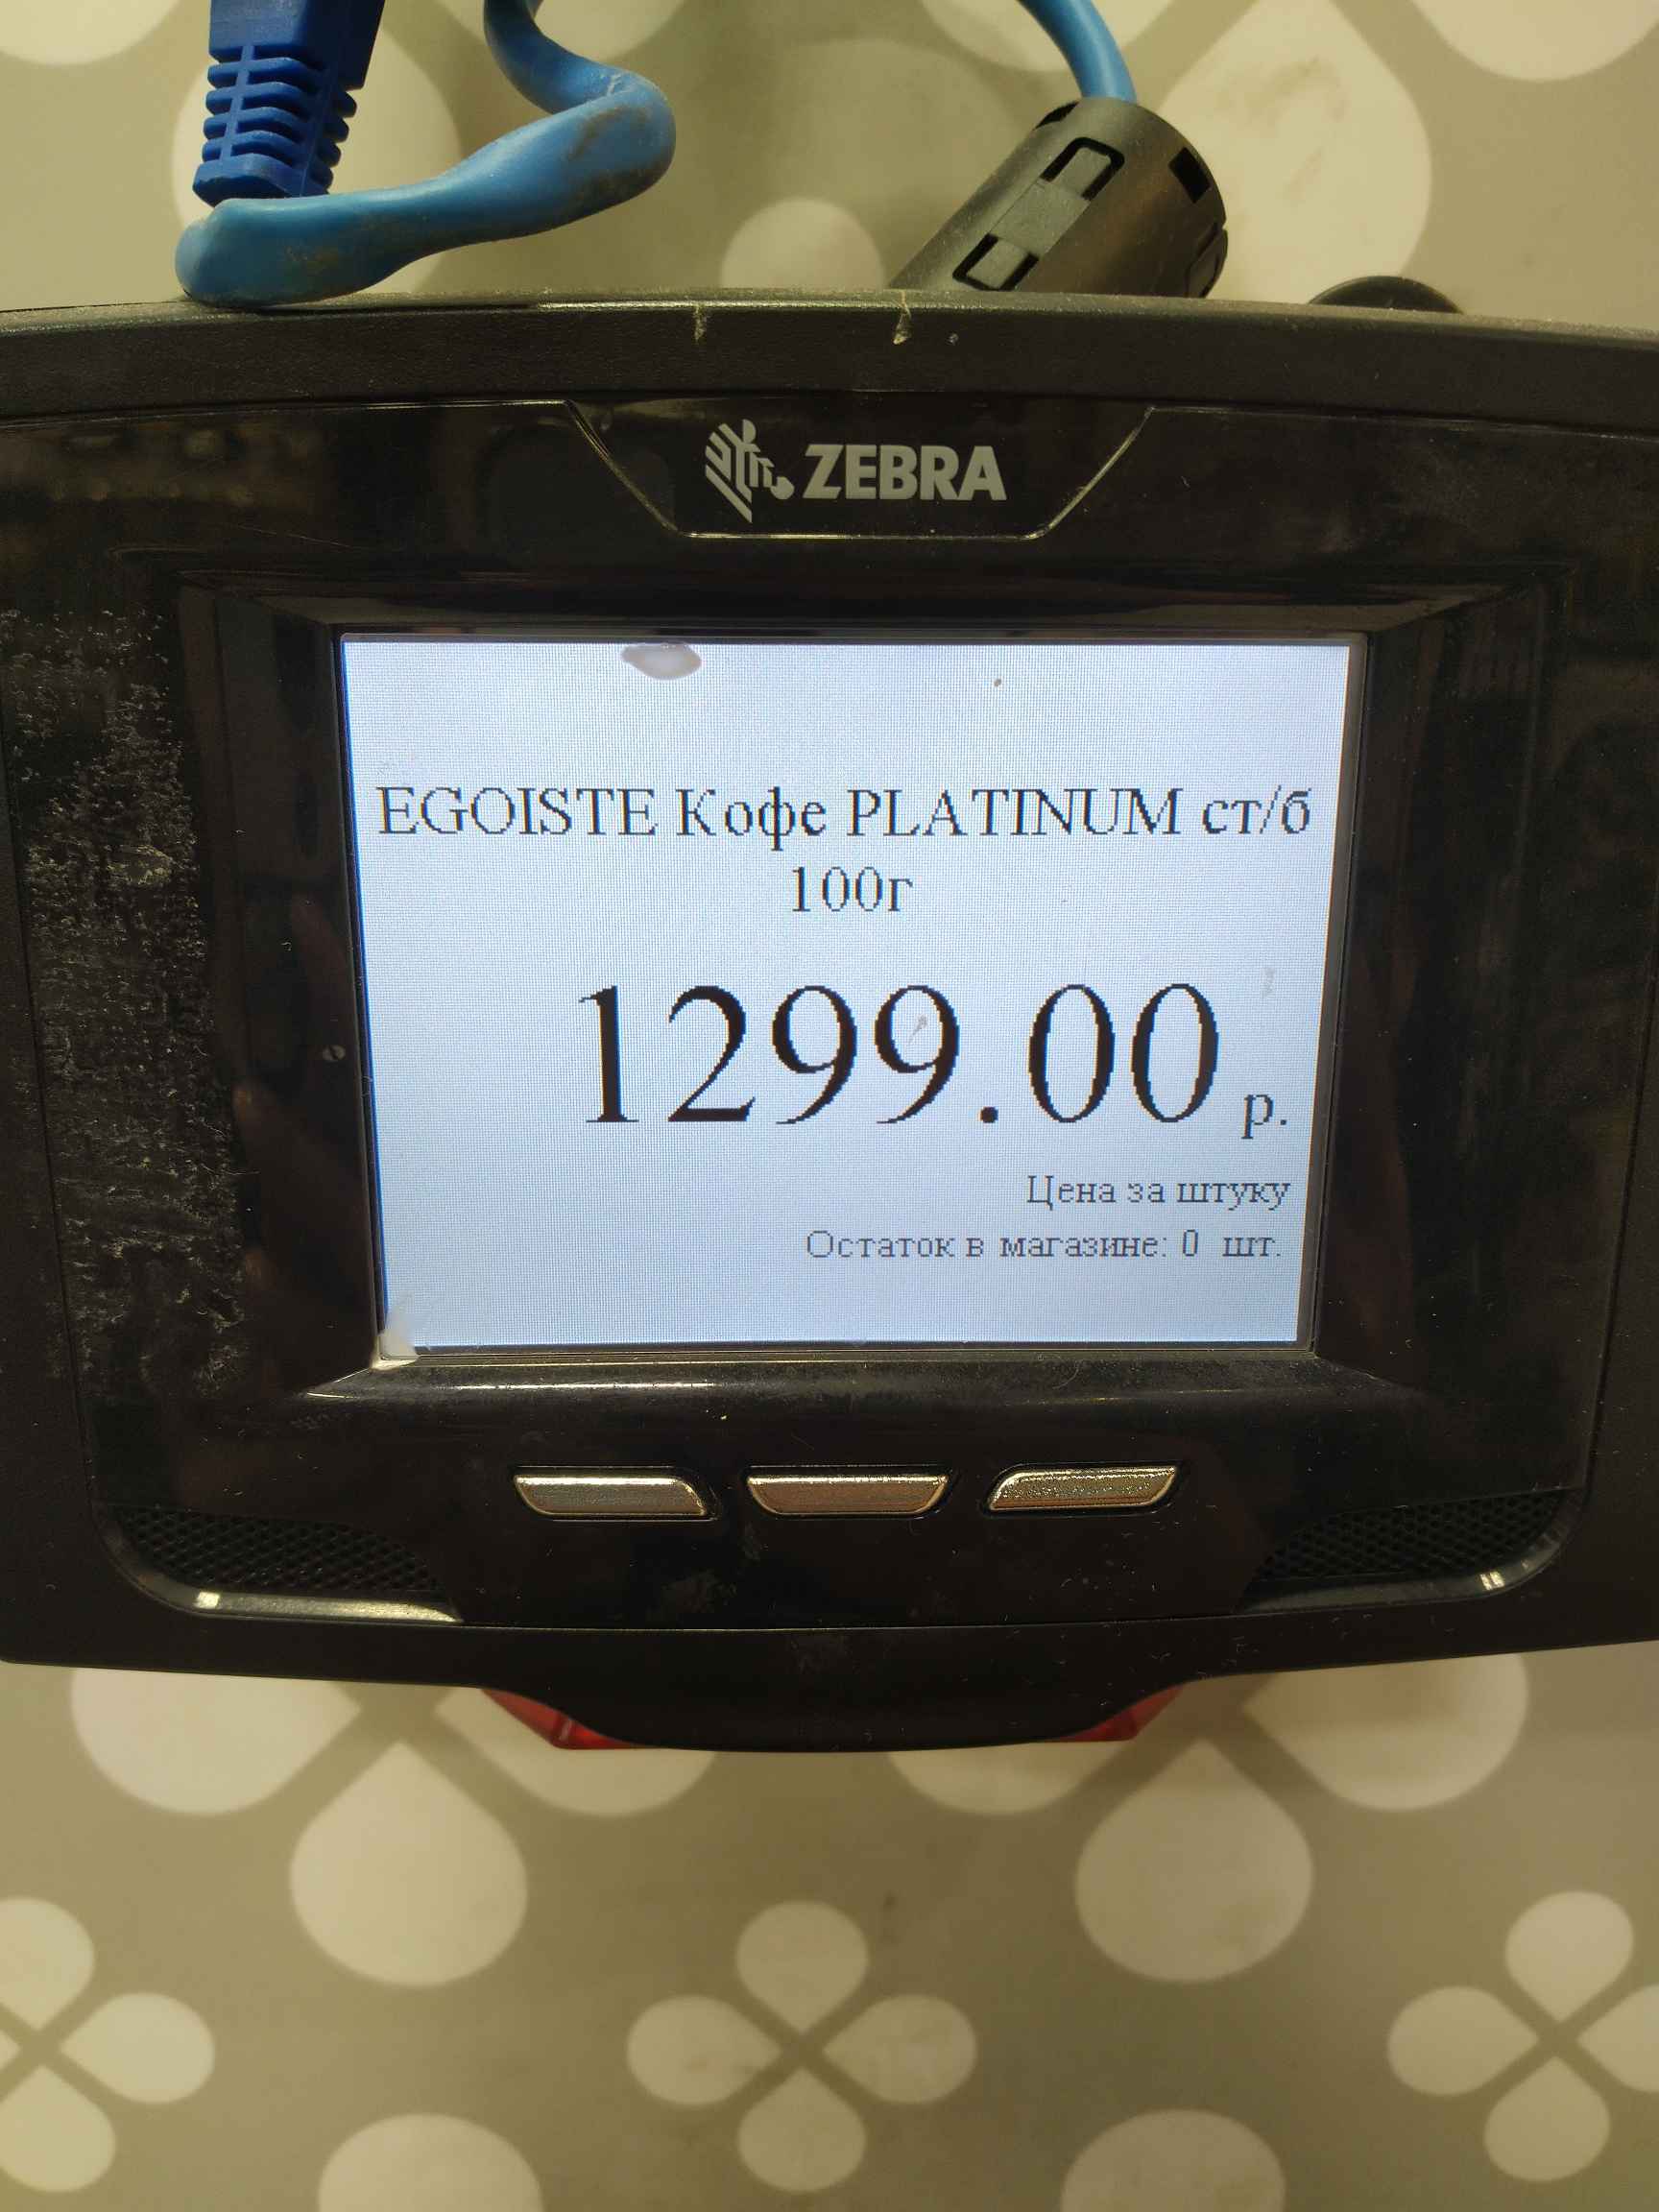 ZEBRA
EGOISTE Кофе PLATINUM ст/б
100г
1299.00 р.
Цена за штуку
Остаток в магазине: 0 шт.